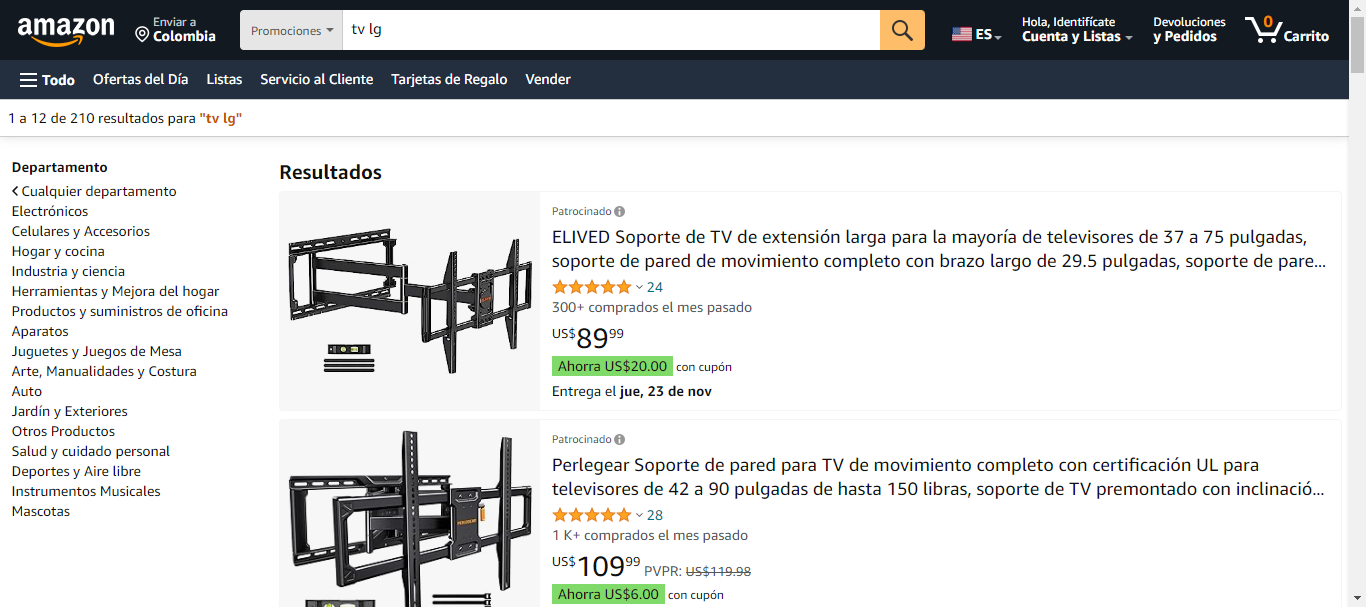 amazon
Enviar a
Colombia
Promociones
tv lg
ES
Hola, Identifícate
Cuenta y Listas
Devoluciones
y Pedidos
0
Carrito
Todo
Ofertas del Día
Listas
Servicio al Cliente
Tarjetas de Regalo
Vender
1 a 12 de 210 resultados para "tv lg"
Departamento
Cualquier departamento
Electrónicos
Celulares y Accesorios
Hogar y cocina
Industria y ciencia
Herramientas y Mejora del hogar
Productos y suministros de oficina
Aparatos
Juguetes y Juegos de Mesa
Arte, Manualidades y Costura
Auto
Jardín y Exteriores
Otros Productos
Salud y cuidado personal
Deportes y Aire libre
Instrumentos Musicales
Mascotas
Resultados
Patrocinado
ELIVED Soporte de TV de extensión larga para la mayoría de televisores de 37 a 75 pulgadas,
soporte de pared de movimiento completo con brazo largo de 29.5 pulgadas, soporte de pare...
24
300+ comprados el mes pasado
US$8999
Ahorra US$20.00 con cupón
Entrega el jue, 23 de nov
Patrocinado
Perlegear Soporte de pared para TV de movimiento completo con certificación UL para
televisores de 42 a 90 pulgadas de hasta 150 libras, soporte de TV premontado con inclinació...
28
1 K+ comprados el mes pasado
US$10999 PVPR: US$119.98
Ahorra US$6.00 con cupón